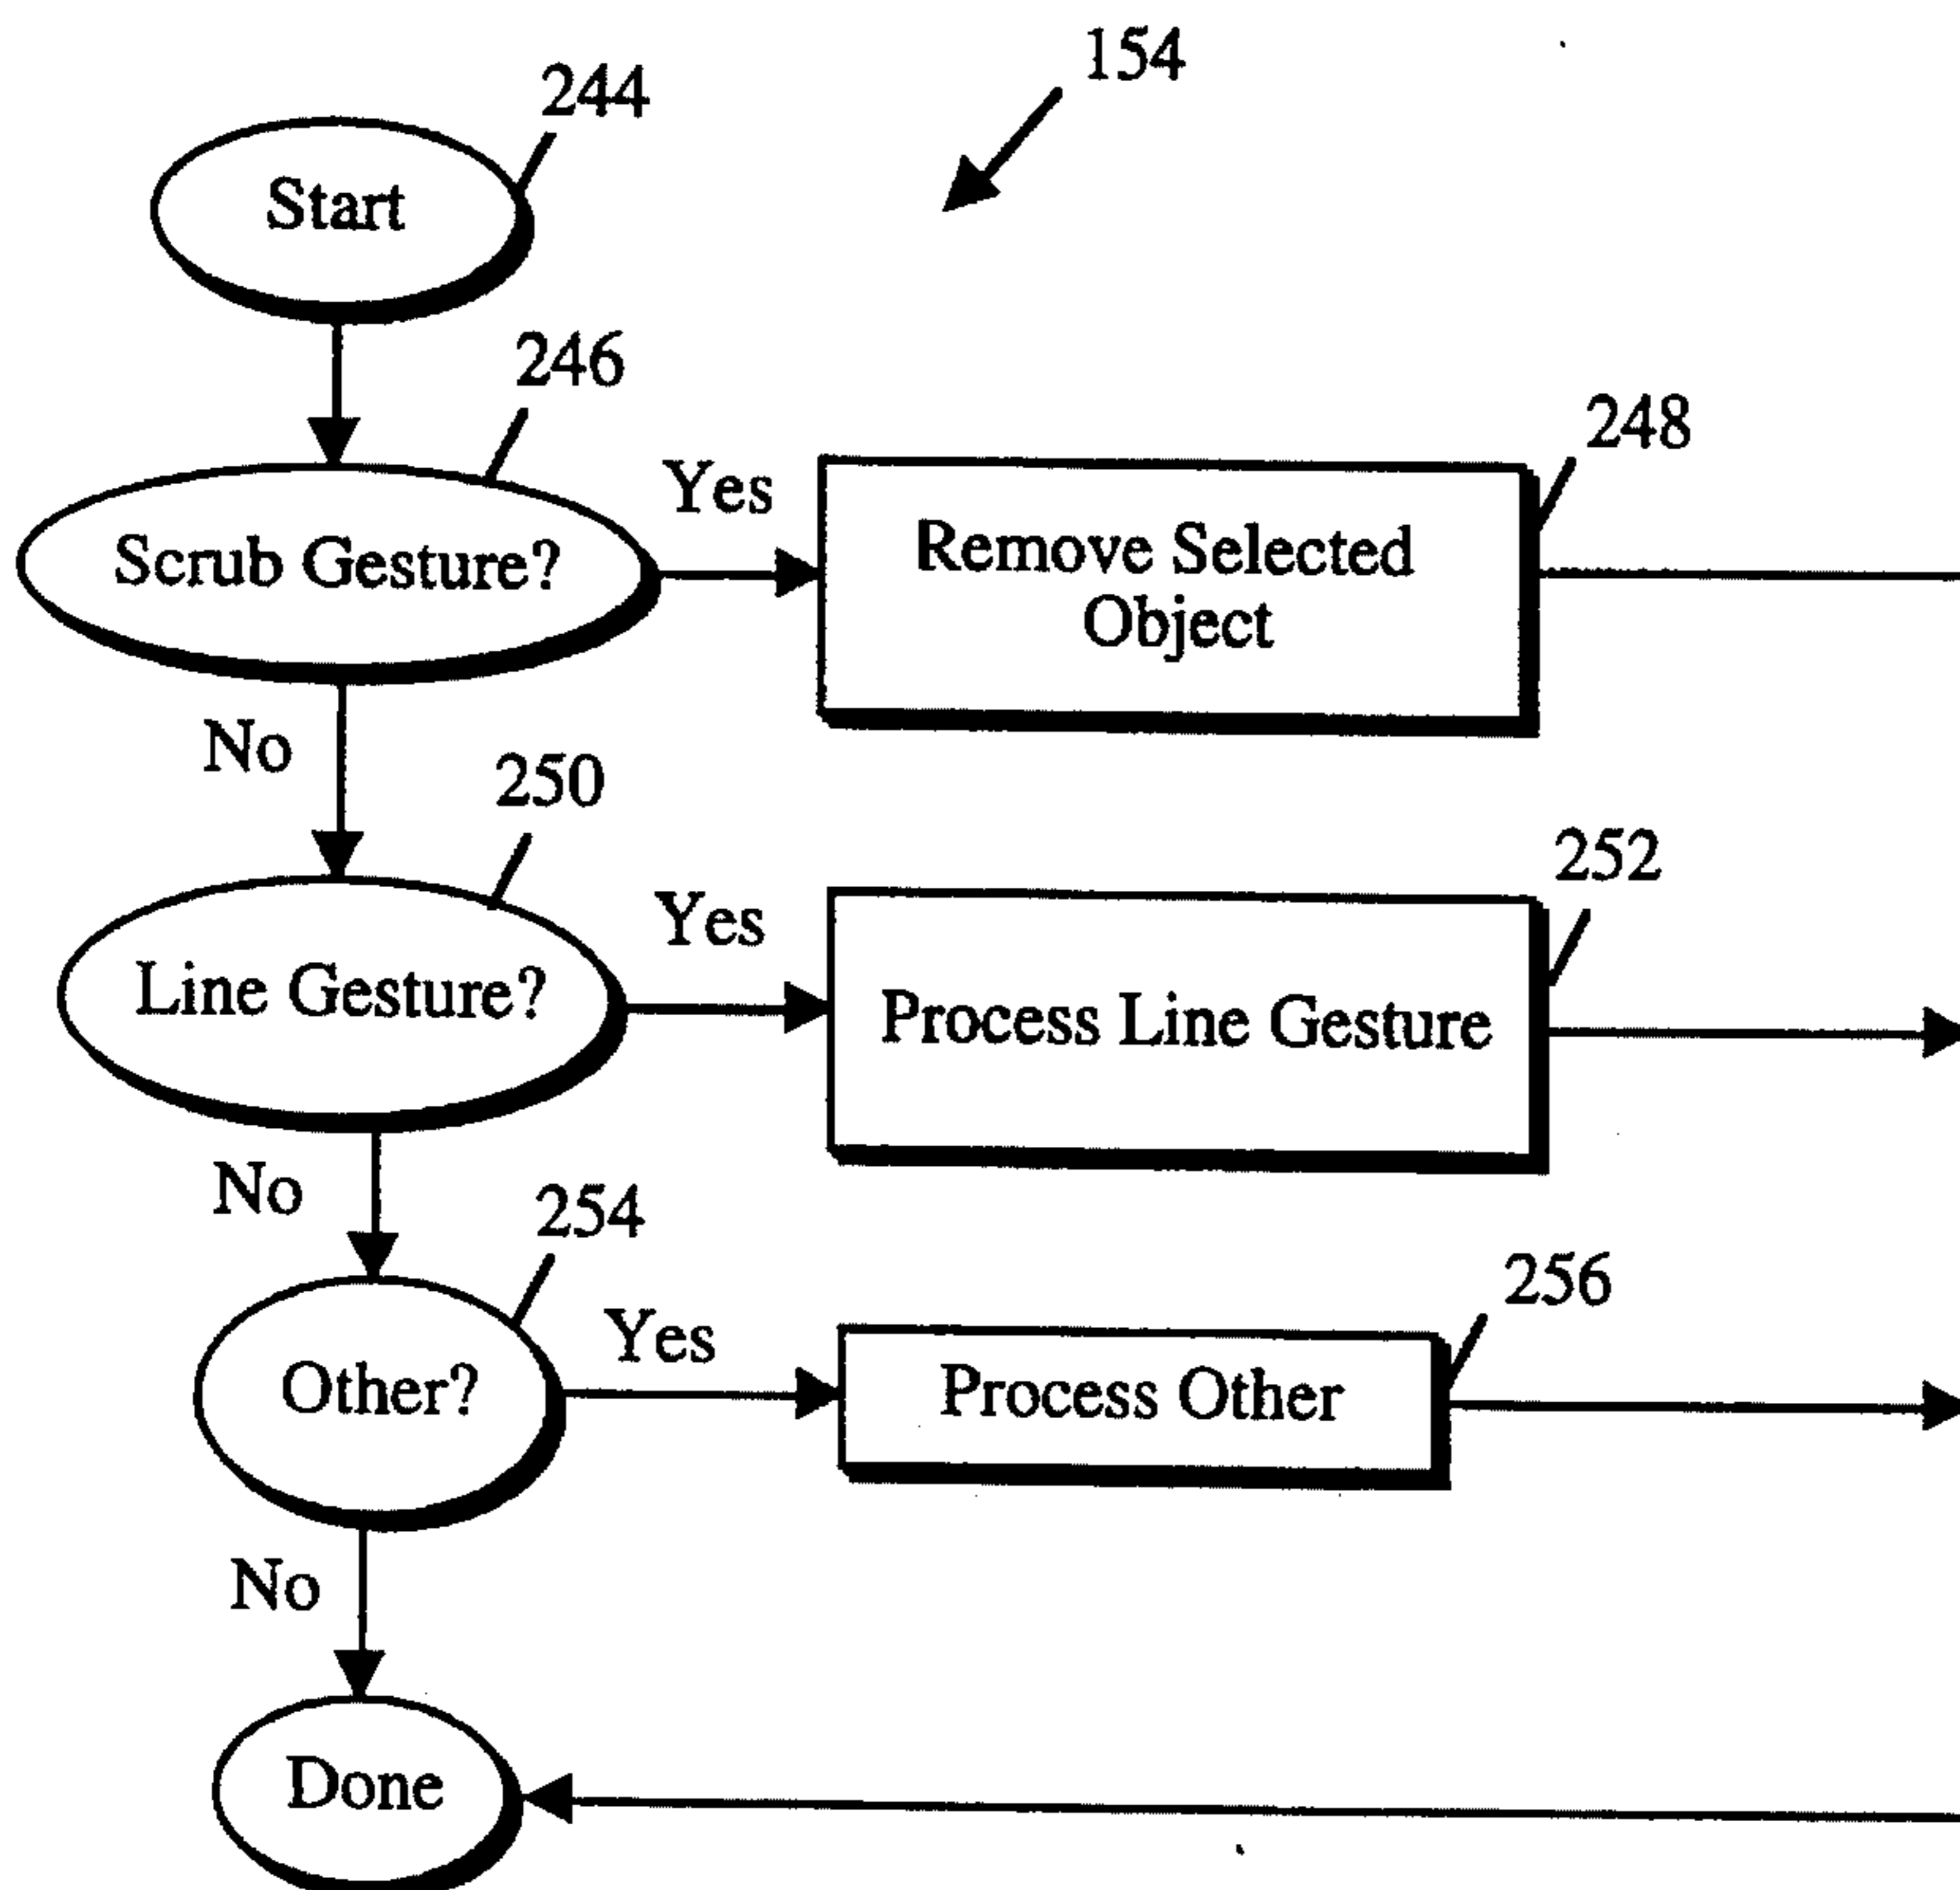 154
244
Start
246
Scrub Gesture?
Yes
248
Remove Selected
Object
No
250
Line Gesture?
Yes
252
Process Line Gesture
No
254
Other?
Yes
256
Process Other
No
Done